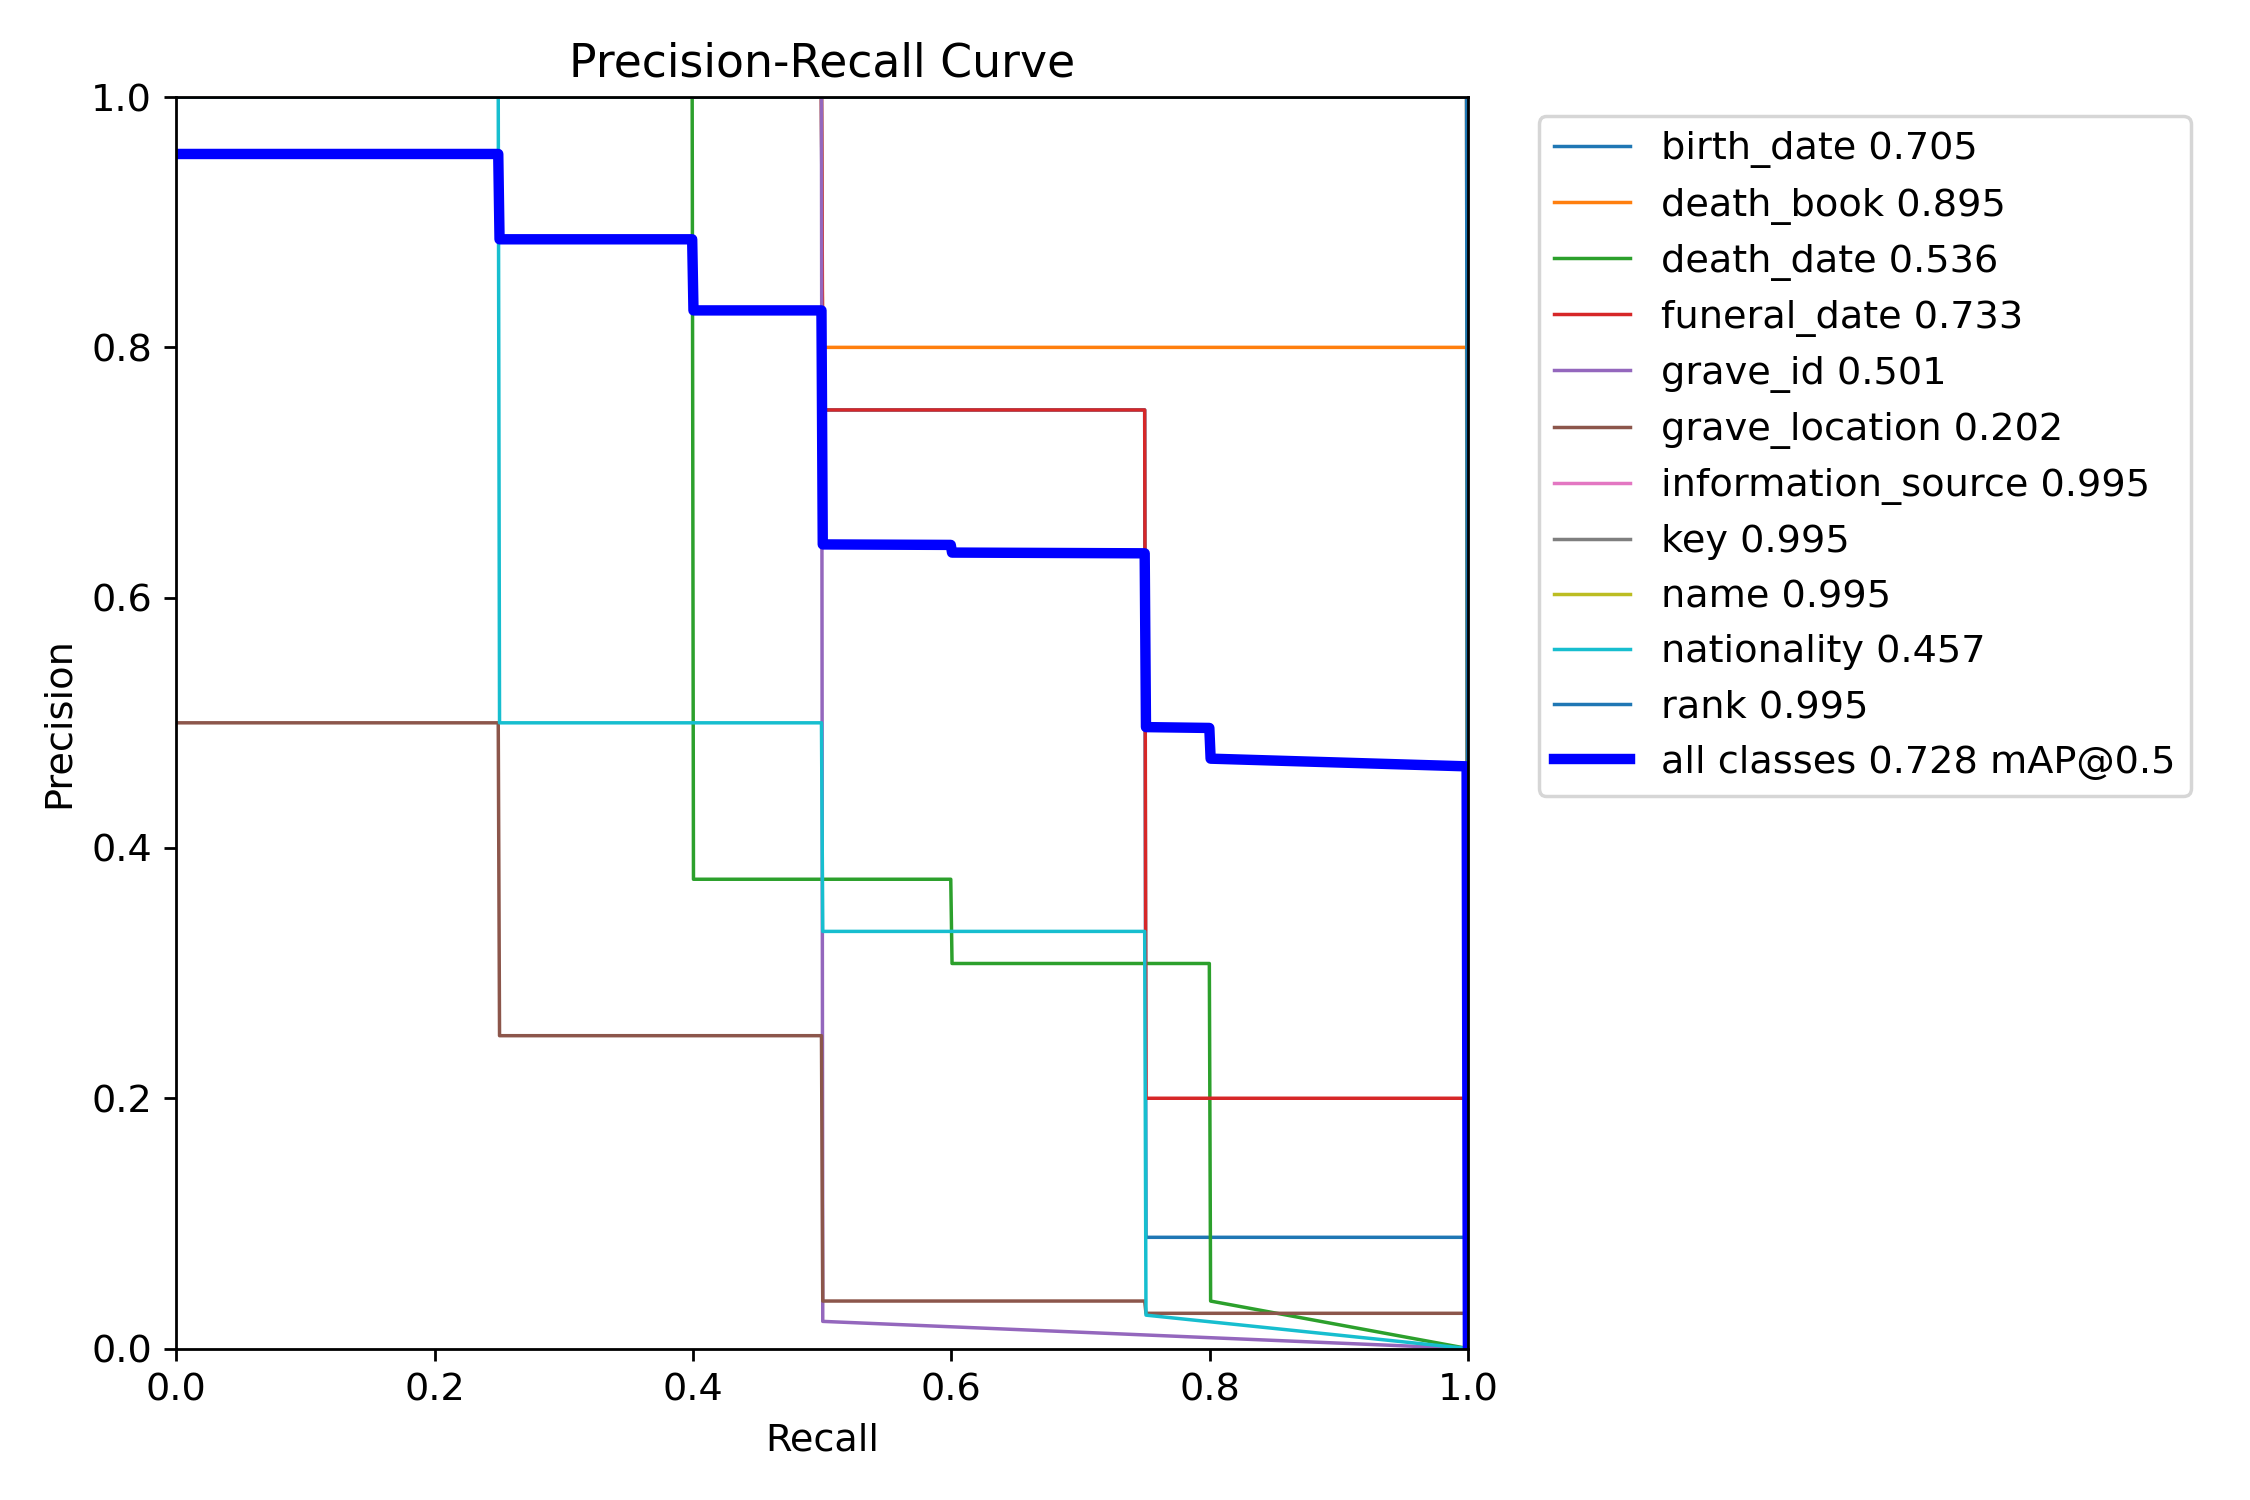 Precision-Recall Curve
1.0
0.8
0.6
0.4
0.2
0.0
Precision
0.0 0.2 0.4 0.6 0.8 1.0
Recall
birth_date 0.705
death_book 0.895
death_date 0.536
funeral_date 0.733
grave_id 0.501
grave_location 0.202
information_source 0.995
key 0.995
name 0.995
nationality 0.457
rank 0.995
all classes 0.728 mAP@0.5